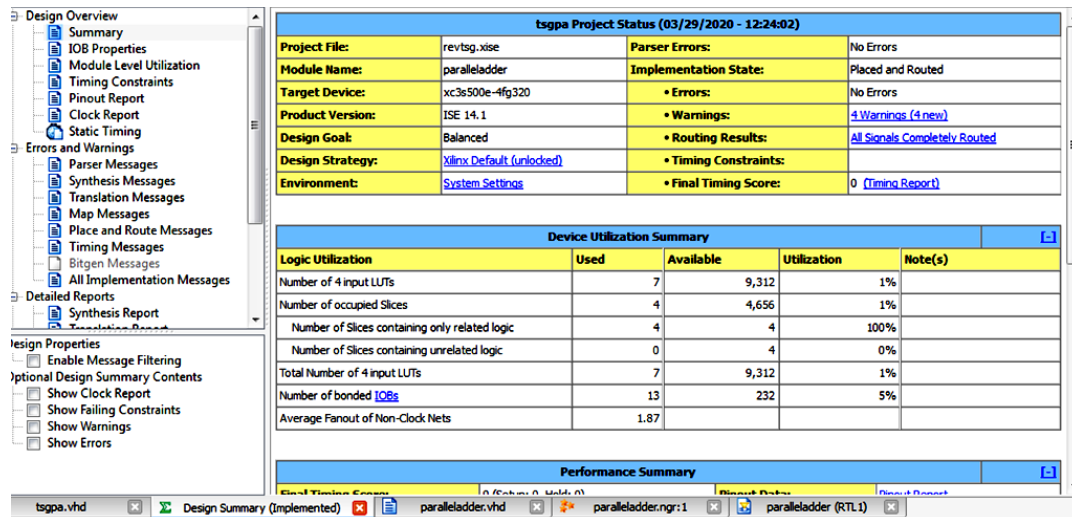 Design Overview
Summary
IOB Properties
Module Level Utilization
Timing Constraints
Pinout Report
Clock Report
Static Timing
Errors and Warnings
Parser Messages
Synthesis Messages
Translation Messages
Map Messages
Place and Route Messages
Timing Messages
Bitgen Messages
All Implementation Messages
Detailed Reports
Synthesis Report
Translation Report
Design Properties
Enable Message Filtering
Optional Design Summary Contents
Show Clock Report
Show Failing Constraints
Show Warnings
Show Errors
tsgpa Project Status (03/29/2020 - 12:24:02)
Project File: revtsg.xise Parser Errors: No Errors
Module Name: paralleladder Implementation State: Placed and Routed
Target Device: xc3s500e-4fg320 • Errors: No Errors
Product Version: ISE 14.1 • Warnings: 4 Warnings (4 new)
Design Goal: Balanced • Routing Results: All Signals Completely Routed
Design Strategy: Xilinx Default (unlocked) • Timing Constraints:
Environment: System Settings • Final Timing Score: 0 (Timing Report)
Device Utilization Summary [-]
Logic Utilization Used Available Utilization Note(s)
Number of 4 input LUTs 7 9,312 1%
Number of occupied Slices 4 4,656 1%
Number of Slices containing only related logic 4 4 100%
Number of Slices containing unrelated logic 0 4 0%
Total Number of 4 input LUTs 7 9,312 1%
Number of bonded IOBs 13 232 5%
Average Fanout of Non-Clock Nets 1.87
Performance Summary [-]
Final Timing Score: 0 (Setup: 0, Hold: 0) Pinout Data: Pinout Report
tsgpa.vhd Design Summary (Implemented) paralleladder.vhd paralleladder.ngr:1 paralleladder (RTL1)